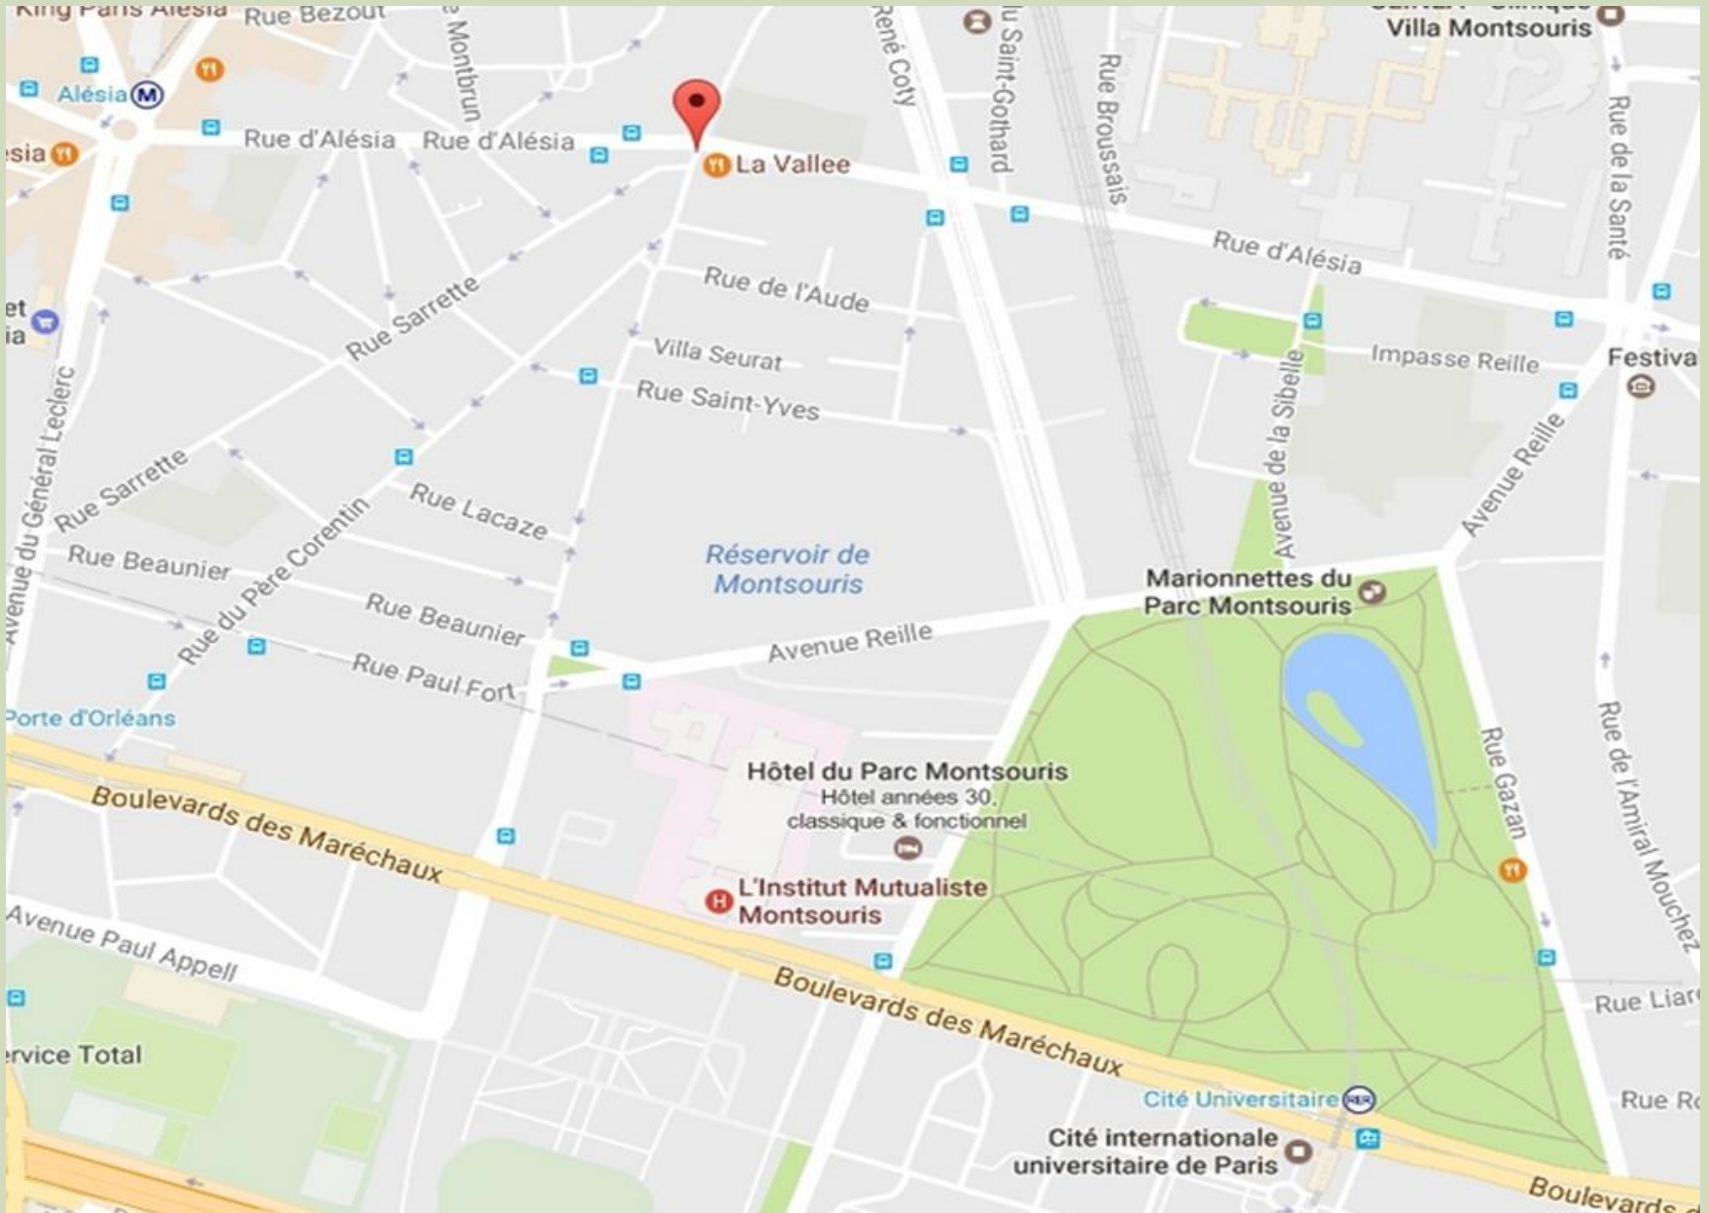 King Paris Alésia
Rue Bezout
Montbrun
René Coty
Saint-Gothard
Rue Broussais
Villa Montsouris
Rue de la Santé
Alésia M
Rue d'Alésia
Rue d'Alésia
La Vallee
Rue d'Alésia
Rue de l'Aude
Rue Sarrette
Villa Seurat
Rue Saint-Yves
Impasse Reille
Avenue de la Sibelle
Avenue Reille
Avenue du Général Leclerc
Rue Sarrette
Rue Lacaze
Rue Beaunier
Rue du Père Corentin
Réservoir de
Montsouris
Marionnettes du
Parc Montsouris
Rue Beaunier
Avenue Reille
Rue Paul Fort
Porte d'Orléans
Rue Gazan
Rue de l'Amiral Mouchez
Hôtel du Parc Montsouris
Hôtel années 30,
classique & fonctionnel
Boulevards des Maréchaux
L'Institut Mutualiste
H
Montsouris
Avenue Paul Appell
Boulevards des Maréchaux
Rue
Total
Cité Universitaire RER
Rue
Cité internationale
universitaire de Paris
Boulevards